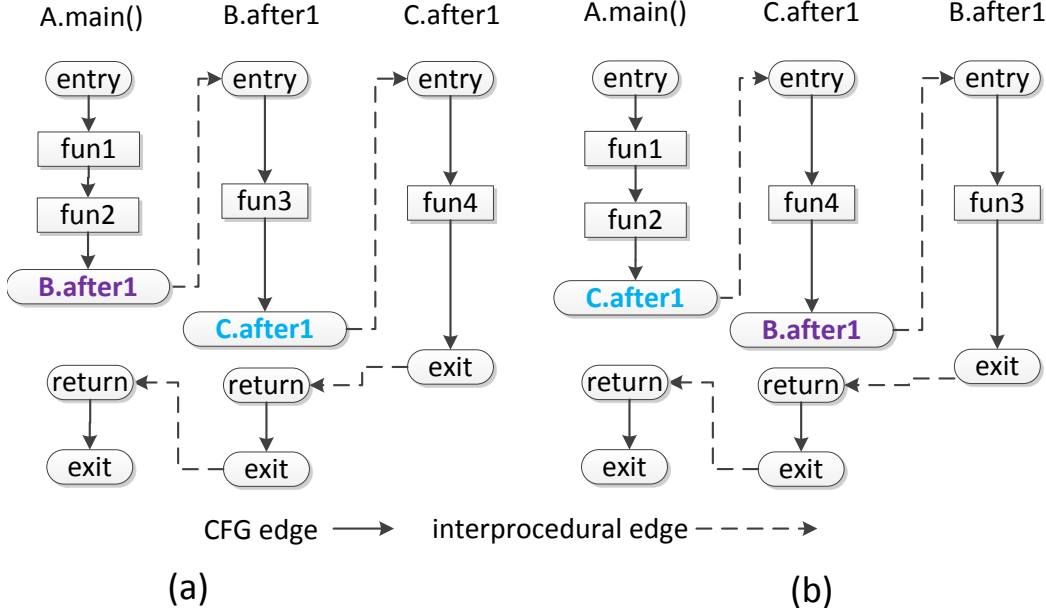 A.main() B.after1 C.after1 A.main() C.after1 B.after1
entry entry entry entry entry entry
fun1 fun1
fun3 fun4 fun4 fun3
fun2 fun2
B.after1 C.after1
C.after1 B.after1
exit exit
return return return return
exit exit exit exit
CFG edge interprocedural edge
(a) (b)